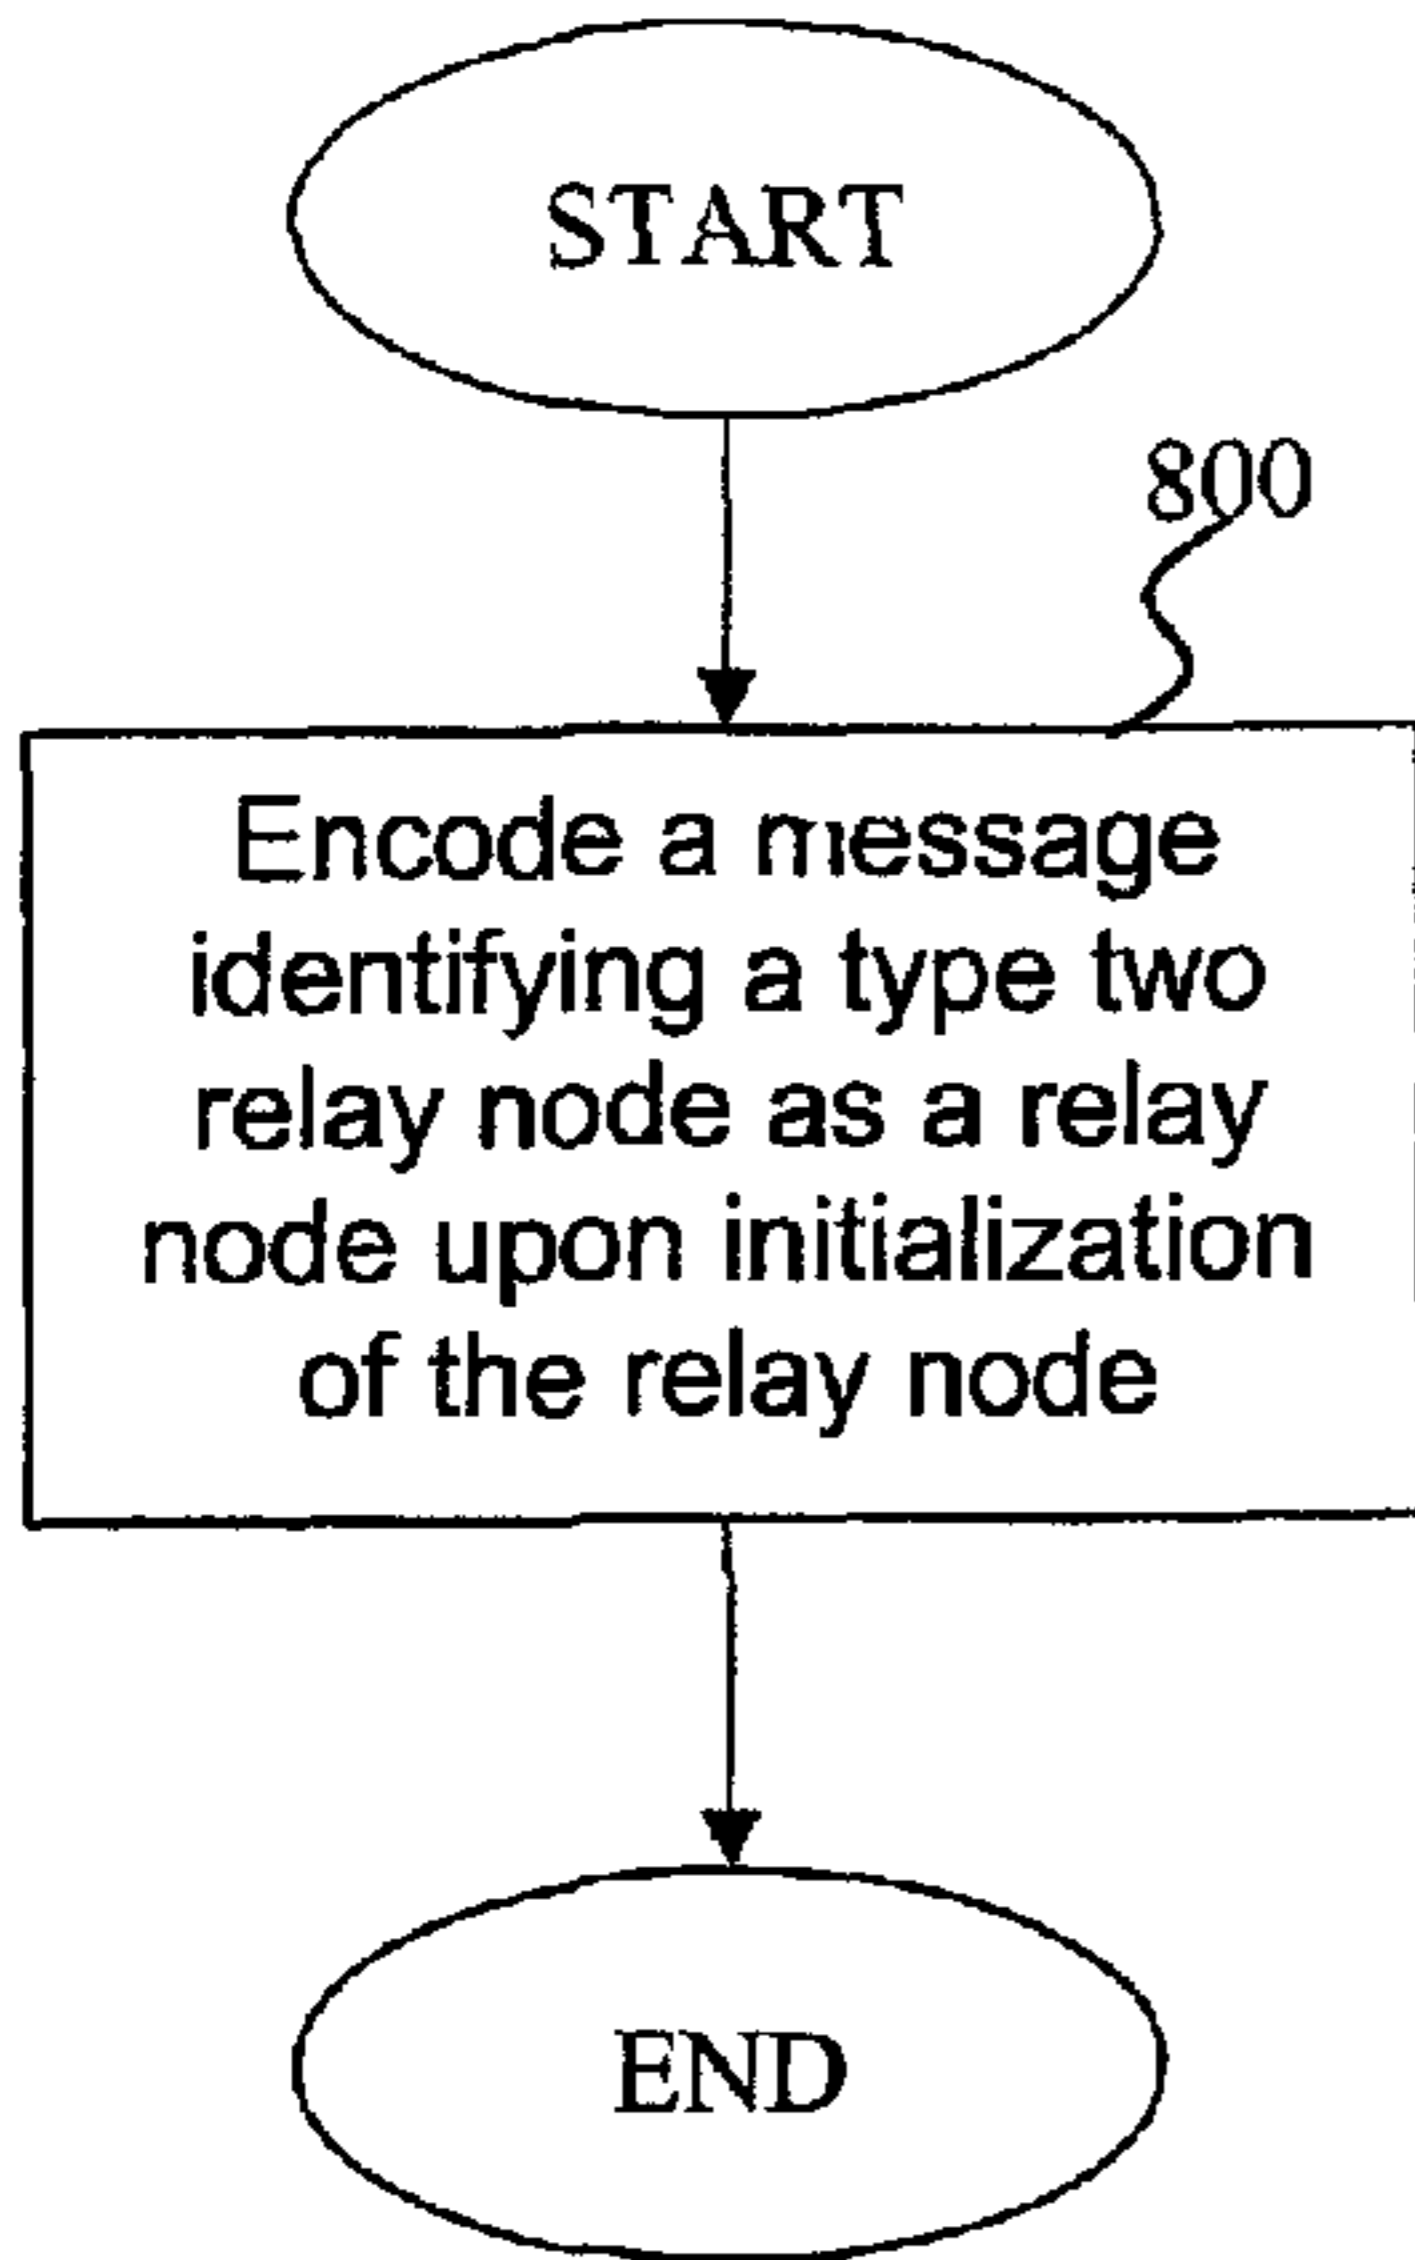 START
800
Encode a message
identifying a type two
relay node as a relay
node upon initialization
of the relay node
END